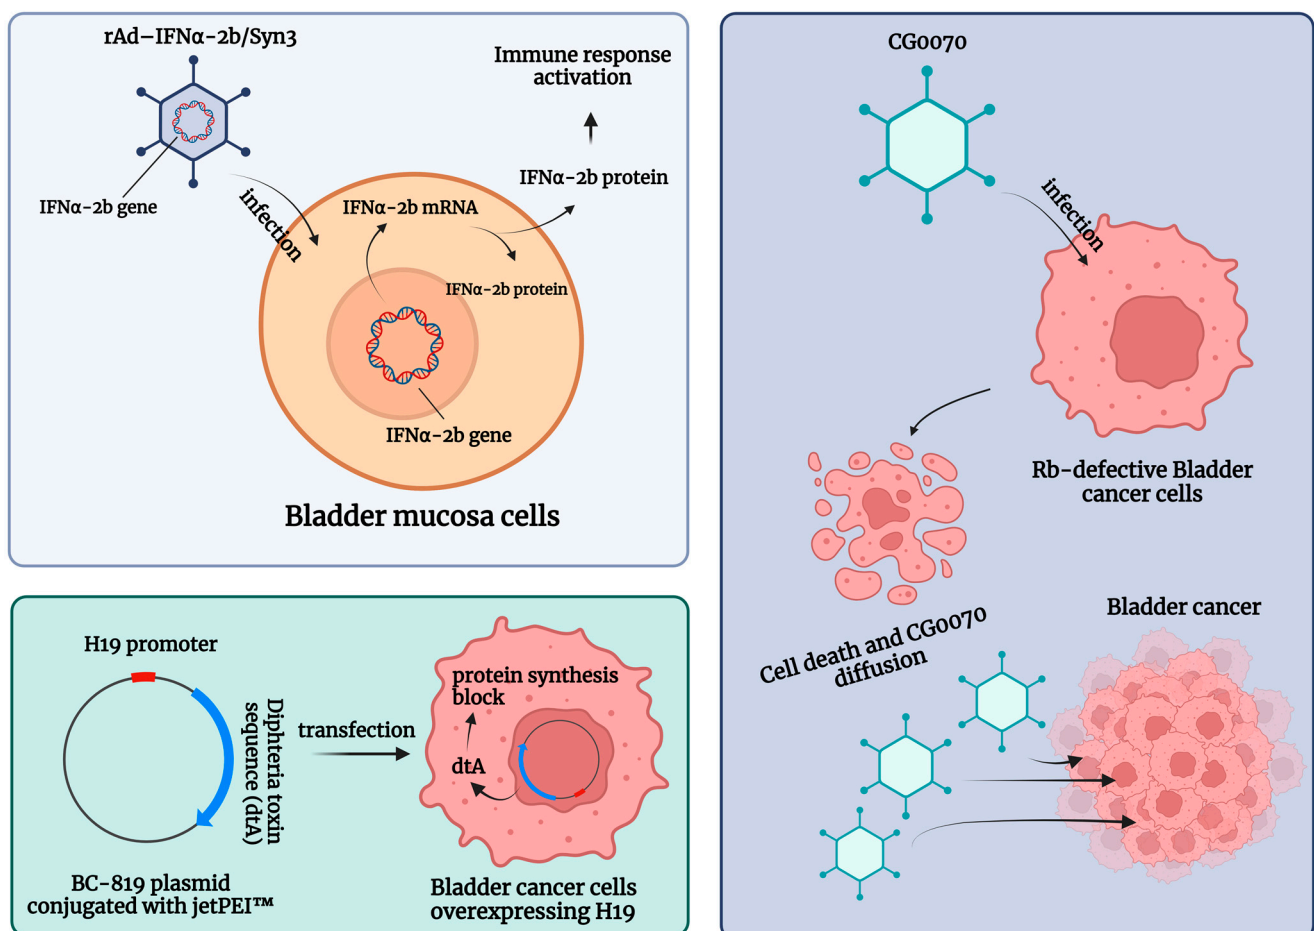 rAd–IFNα-2b/Syn3
IFNα-2b gene
infection
Immune response
activation
IFNα-2b protein
IFNα-2b mRNA
IFNα-2b protein
IFNα-2b gene
Bladder mucosa cells
H19 promoter
Diphteria toxin
sequence (dtA)
transfection
protein synthesis
block
dtA
BC-819 plasmid
conjugated with jetPEI™
Bladder cancer cells
overexpressing H19
CG0070
infection
Rb-defective Bladder
cancer cells
Cell death and CG0070
diffusion
Bladder cancer